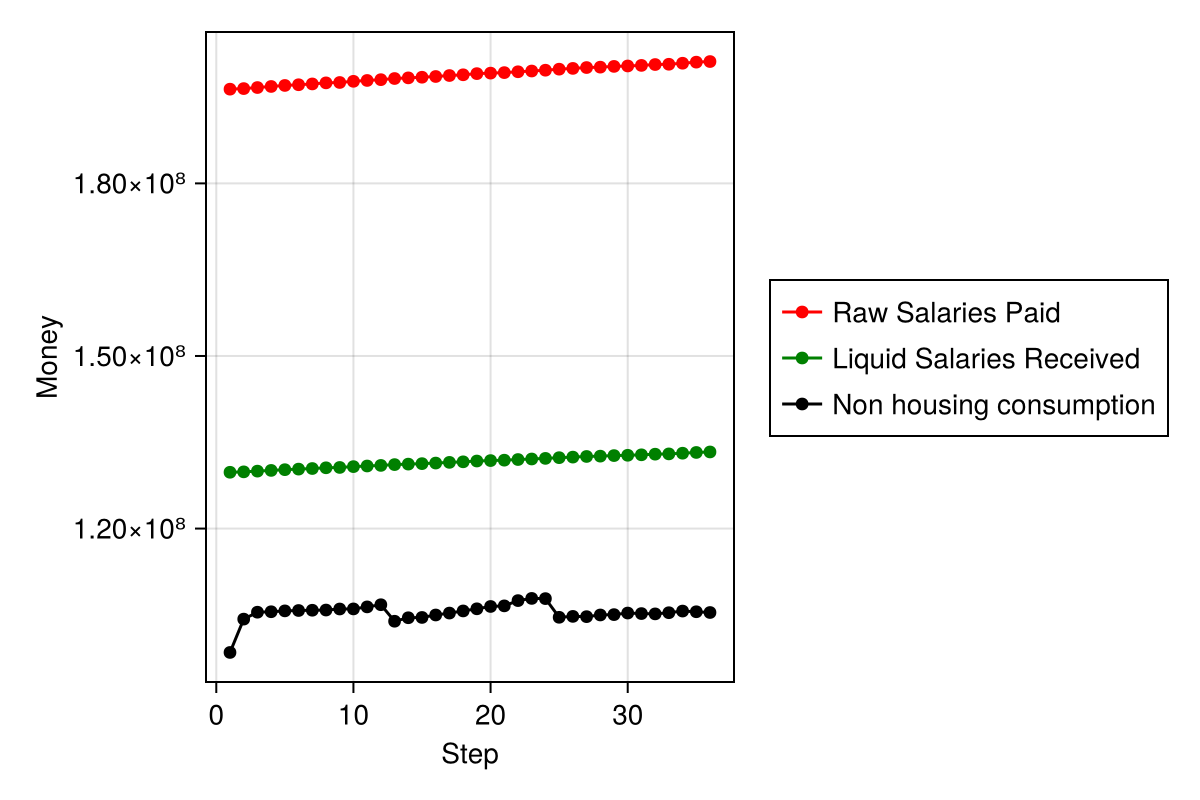 1.80×10⁸
1.50×10⁸
1.20×10⁸
Money
0 10 20 30
Step
Raw Salaries Paid
Liquid Salaries Received
Non housing consumption